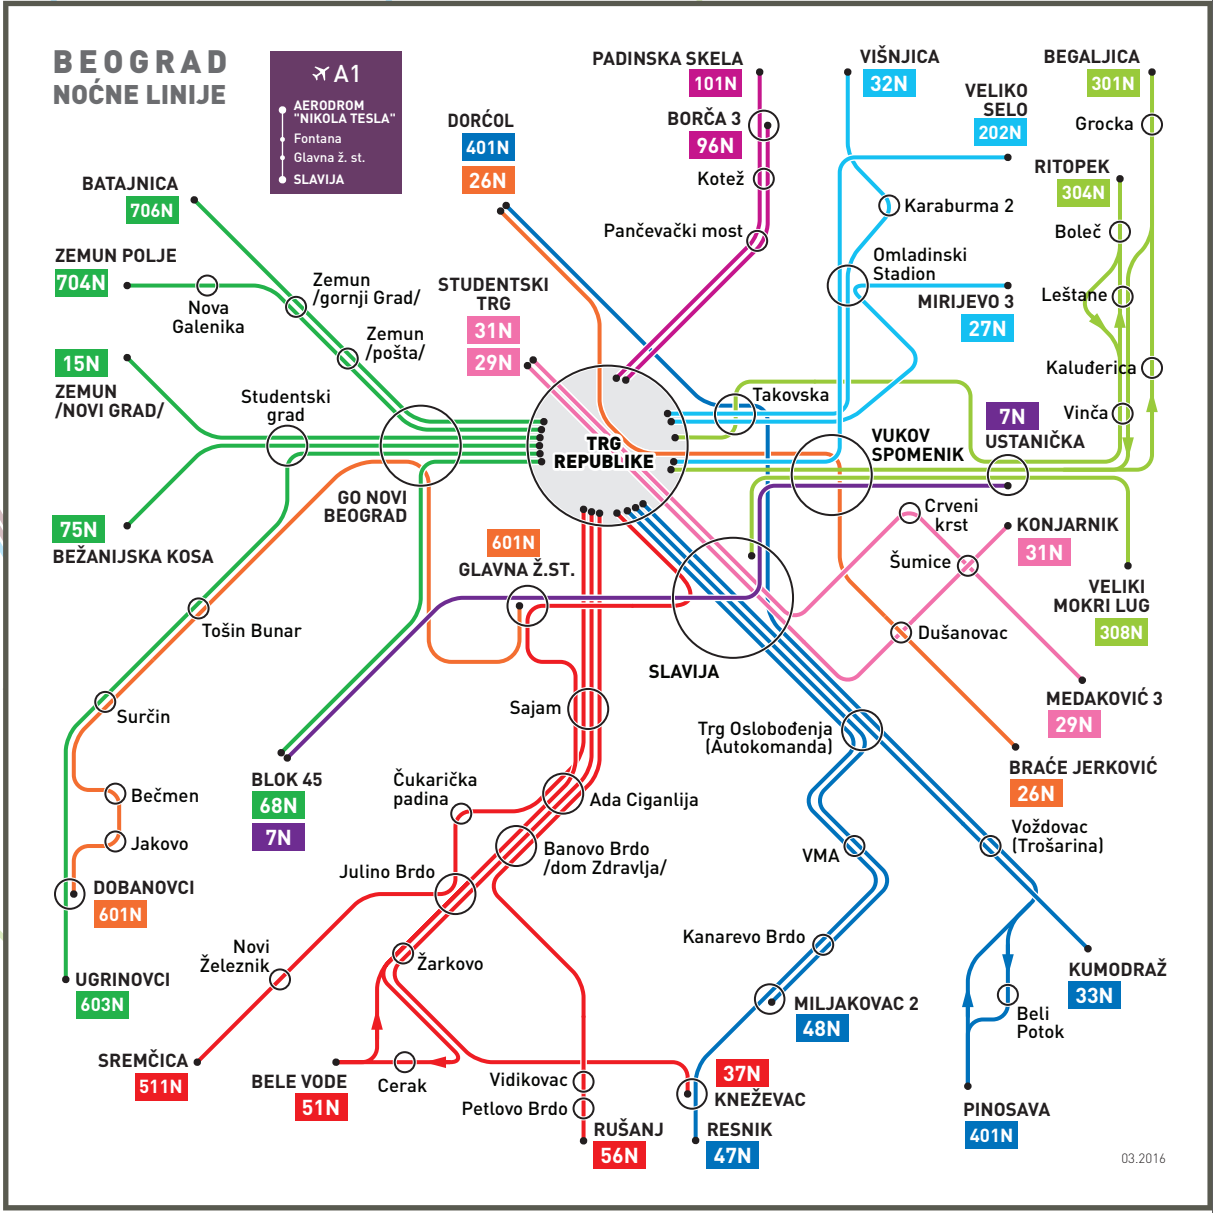 BEOGRAD
NOĆNE LINIJE
A1
AERODROM
"NIKOLA TESLA"
Fontana
Glavna ž. st.
SLAVIJA
DORĆOL
401N
26N
PADINSKA SKELA
101N
BORČA 3
96N
Kotež
Pančevački most
VIŠNJICA
32N
VELIKO
SELO
202N
BEGALJICA
301N
Grocka
RITOPEK
304N
Boleč
Leštane
Kaluđerica
Vinča
Karaburma 2
Omladinski
Stadion
MIRIJEVO 3
27N
BATAJNICA
706N
ZEMUN POLJE
704N
Nova
Galenika
Zemun
/gornji Grad/
Zemun
/pošta/
15N
ZEMUN
/NOVI GRAD/
Studentski
grad
STUDENTSKI
TRG
31N
29N
Takovska
7N
USTANIČKA
VUKOV
SPOMENIK
TRG
REPUBLIKE
GO NOVI
BEOGRAD
75N
BEŽANIJSKA KOSA
601N
GLAVNA Ž.ST.
Crveni
krst
KONJARNIK
31N
Šumice
VELIKI
MOKRI LUG
308N
Dušanovac
Tošin Bunar
SLAVIJA
MEDAKOVIĆ 3
29N
Surčin
Sajam
Trg Oslobođenja
(Autokomanda)
BRAĆE JERKOVIĆ
26N
BLOK 45
68N
7N
Čukarička
padina
Ada Ciganlija
Bečmen
Jakovo
Banovo Brdo
/dom Zdravlja/
VMA
Voždovac
(Trošarina)
Julino Brdo
DOBANOVCI
601N
Novi
Železnik
Žarkovo
Kanarevo Brdo
UGRINOVCI
603N
MILJAKOVAC 2
48N
KUMODRAŽ
33N
Beli
Potok
SREMČICA
511N
BELE VODE
51N
Cerak
Vidikovac
Petlovo Brdo
37N
KNEŽEVAC
RUŠANJ
56N
RESNIK
47N
PINOSAVA
401N
03.2016